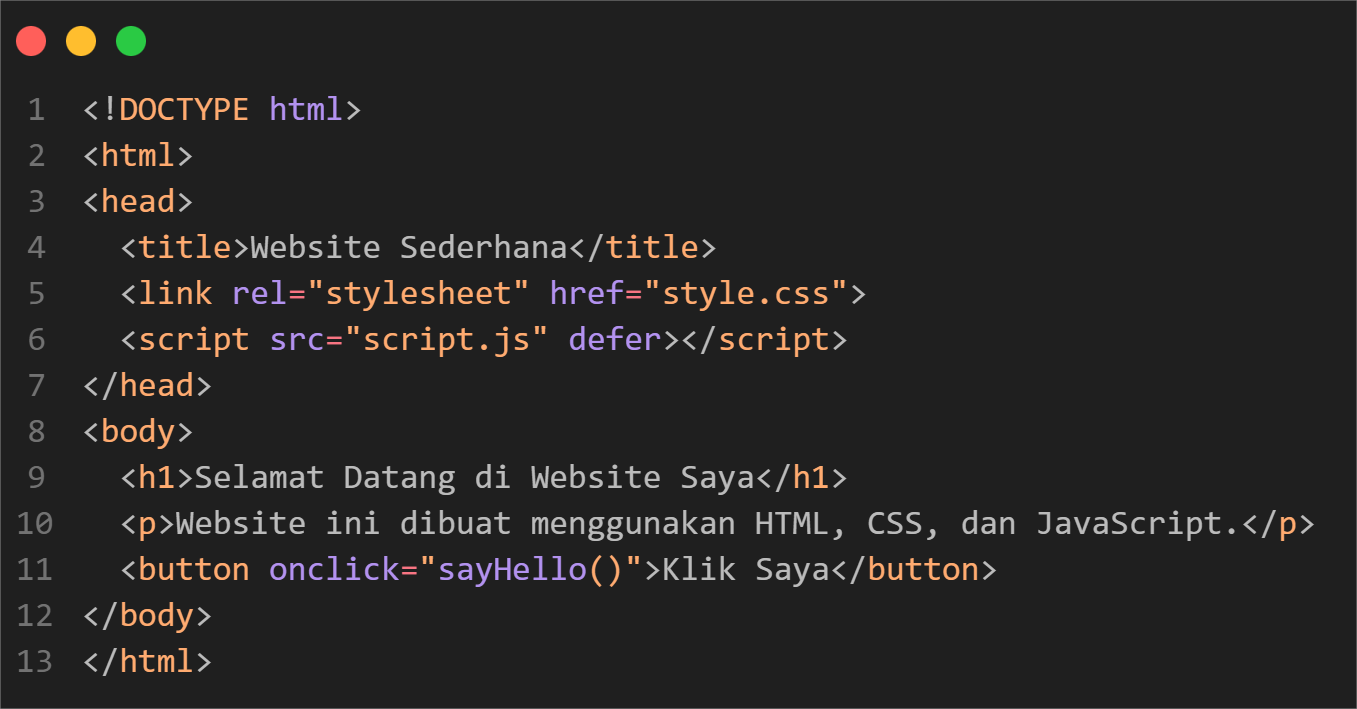 1 <!DOCTYPE html>
2 <html>
3 <head>
4   <title>Website Sederhana</title>
5   <link rel="stylesheet" href="style.css">
6   <script src="script.js" defer></script>
7 </head>
8 <body>
9   <h1>Selamat Datang di Website Saya</h1>
10   <p>Website ini dibuat menggunakan HTML, CSS, dan JavaScript.</p>
11   <button onclick="sayHello()">Klik Saya</button>
12 </body>
13 </html>